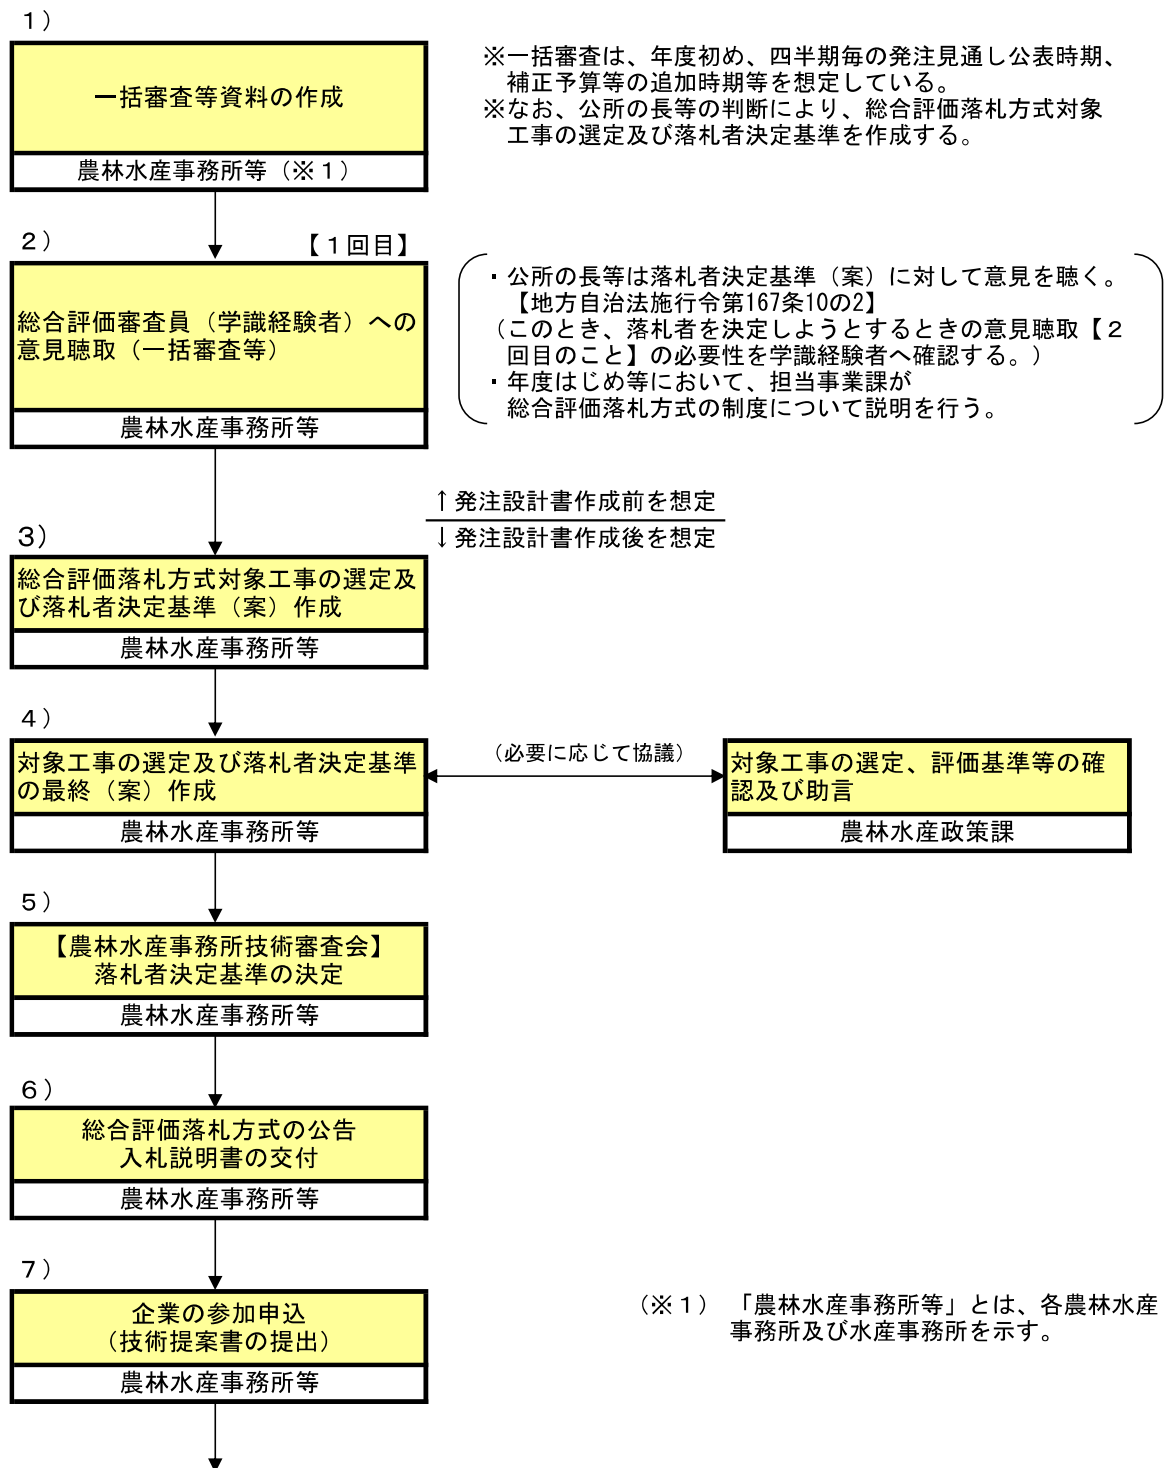 １）
一括審査等資料の作成
農林水産事務所等（※１）
※一括審査は、年度初め、四半期毎の発注見通し公表時期、
補正予算等の追加時期等を想定している。
※なお、公所の長等の判断により、総合評価落札方式対象
工事の選定及び落札者決定基準を作成する。
２）
【１回目】
総合評価審査員（学識経験者）への
意見聴取（一括審査等）
農林水産事務所等
・公所の長等は落札者決定基準（案）に対して意見を聴く。
【地方自治法施行令第167条10の2】
（このとき、落札者を決定しようとするときの意見聴取【２
回目のこと】の必要性を学識経験者へ確認する。）
・年度はじめ等において、担当事業課が
総合評価落札方式の制度について説明を行う。
↑発注設計書作成前を想定
↓発注設計書作成後を想定
３）
総合評価落札方式対象工事の選定及
び落札者決定基準（案）作成
農林水産事務所等
４）
対象工事の選定及び落札者決定基準
の最終（案）作成
農林水産事務所等
（必要に応じて協議）
対象工事の選定、評価基準等の確
認及び助言
農林水産政策課
５）
【農林水産事務所技術審査会】
落札者決定基準の決定
農林水産事務所等
６）
総合評価落札方式の公告
入札説明書の交付
農林水産事務所等
７）
企業の参加申込
（技術提案書の提出）
農林水産事務所等
（※１）　「農林水産事務所等」とは、各農林水産
事務所及び水産事務所を示す。